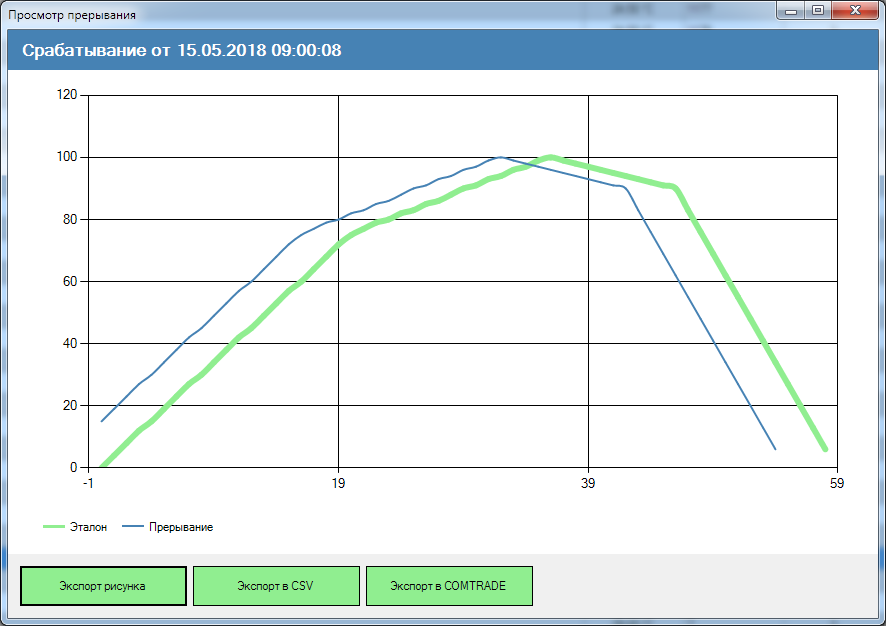 Просмотр прерывания
Срабатывание от 15.05.2018 09:00:08
120
100
80
60
40
20
0
-1 19 39 59
Эталон Прерывание
Экспорт рисунка Экспорт в CSV Экспорт в COMTRADE